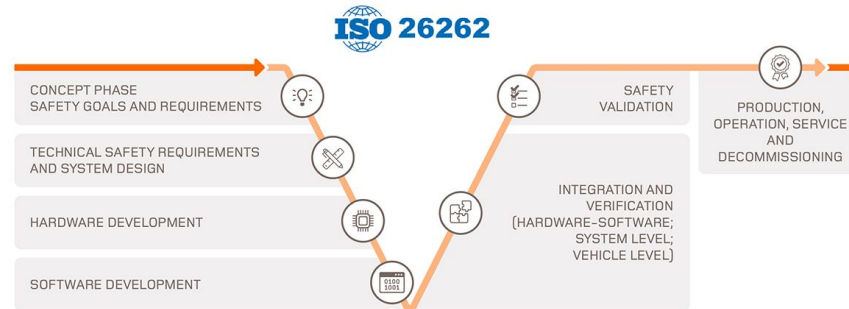 ISO 26262
CONCEPT PHASE
SAFETY GOALS AND REQUIREMENTS
TECHNICAL SAFETY REQUIREMENTS
AND SYSTEM DESIGN
HARDWARE DEVELOPMENT
SOFTWARE DEVELOPMENT
0100
1001
SAFETY
VALIDATION
INTEGRATION AND
VERIFICATION
(HARDWARE-SOFTWARE;
SYSTEM LEVEL;
VEHICLE LEVEL)
PRODUCTION,
OPERATION, SERVICE
AND
DECOMMISSIONING